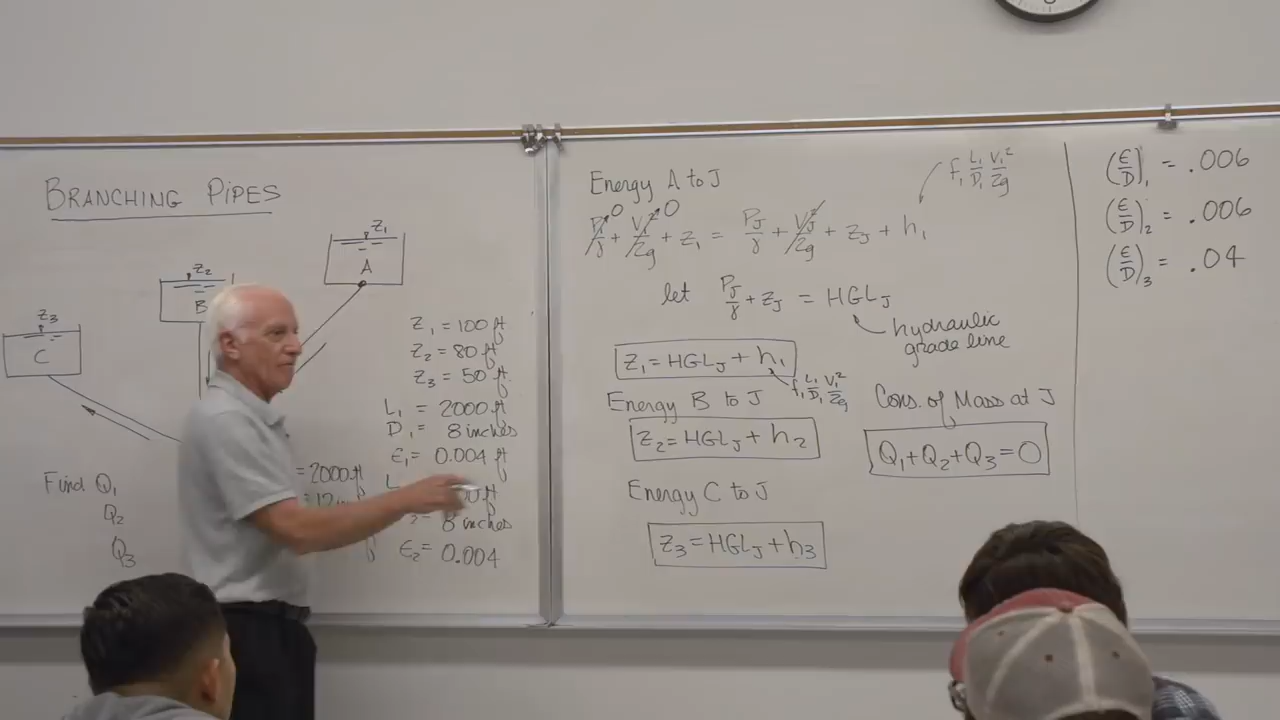 BRANCHING PIPES
Z1
A
Z2
B
Z3
C
Z1 = 100 ft
Z2 = 80 ft
Z3 = 50 ft
L1 = 2000 ft
D1 = 8 inches
ε1 = 0.004 ft
L
8 inches
ε2 = 0.004
= 2000 ft
Find Q1
Q2
Q3
Energy A to J
PJ/γ + VJ²/2g + ZJ + h1
f1 L1/D1 V1²/2g
let PJ/γ + ZJ = HGLJ
hydraulic
grade line
Z1 = HGLJ + h1
f1 L1/D1 V1²/2g
Energy B to J
Z2 = HGLJ + h2
Energy C to J
Z3 = HGLJ + h3
Cons. of Mass at J
Q1 + Q2 + Q3 = 0
(ε/D)1 = .006
(ε/D)2 = .006
(ε/D)3 = .04